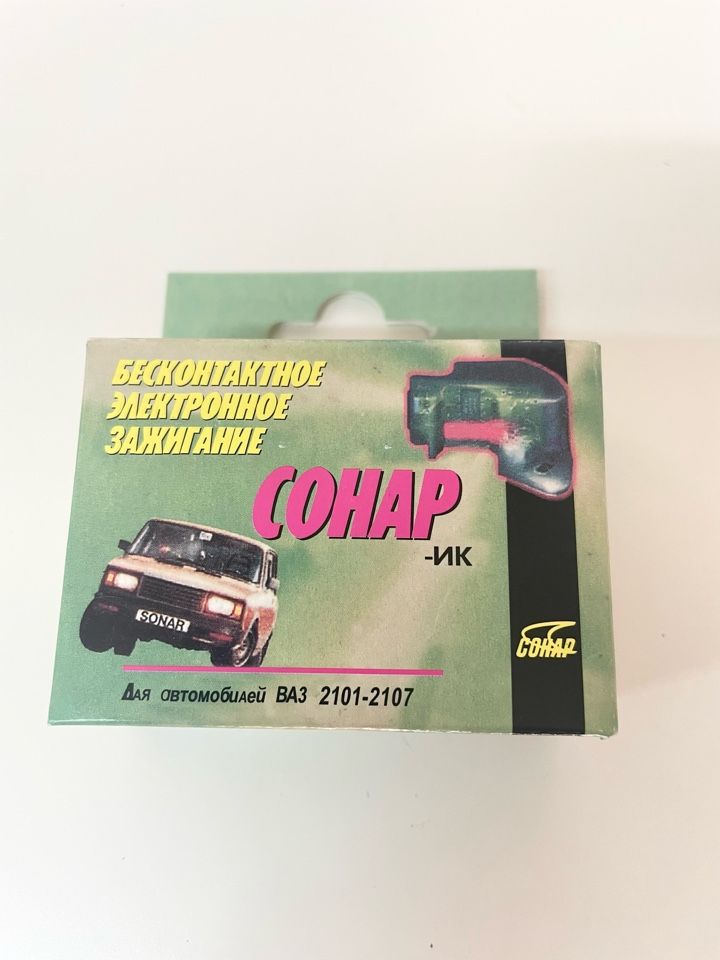 БЕСКОНТАКТНОЕ
ЭЛЕКТРОННОЕ
ЗАЖИГАНИЕ
СОНАР
-ИК
SONAR
СОНАР
Для автомобилей ВАЗ 2101-2107